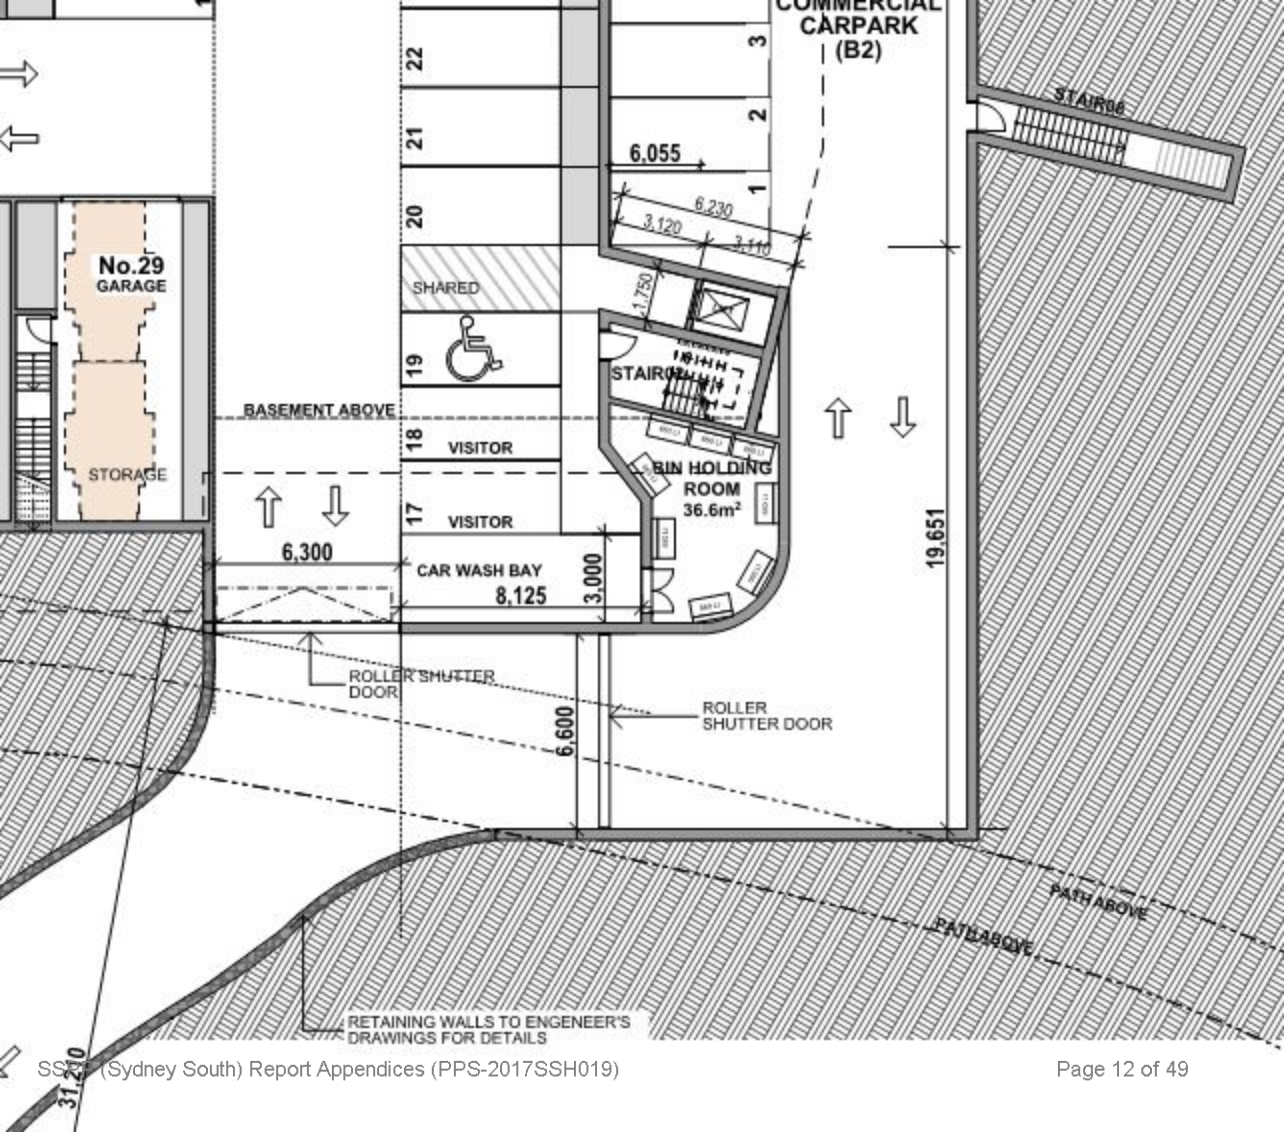 COMMERCIAL
CARPARK
(B2)
22
3
STAIR08
21
2
6,055
1
20
6,230
3,120
3,110
No.29
GARAGE
SHARED
1,750
19
BASEMENT ABOVE
18
VISITOR
BIN HOLDING
ROOM
36.6m²
STORAGE
17
VISITOR
19,651
6,300
CAR WASH BAY
3,000
8,125
ROLLER SHUTTER
DOOR
6,600
ROLLER
SHUTTER DOOR
PATH ABOVE
PATH ABOVE
RETAINING WALLS TO ENGENEER'S
DRAWINGS FOR DETAILS
(Sydney South) Report Appendices (PPS-2017SSH019)
Page 12 of 49
31,210